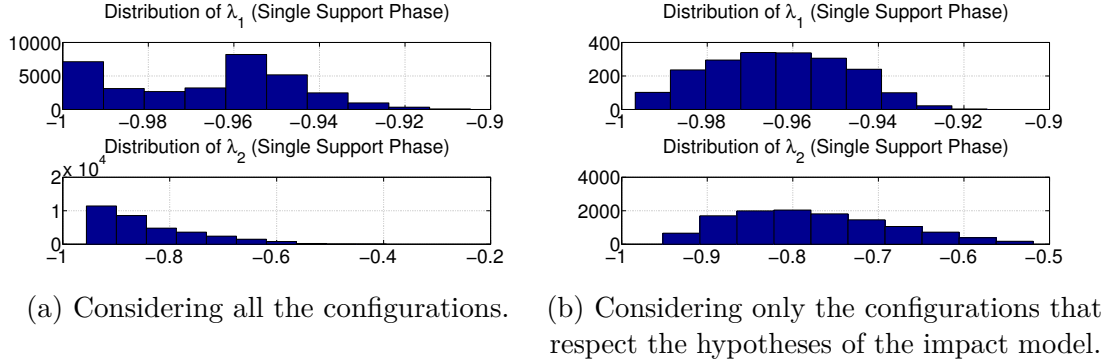 Distribution of λ1 (Single Support Phase)
10000
5000
0
−1 −0.98 −0.96 −0.94 −0.92 −0.9
Distribution of λ2 (Single Support Phase)
x 10^4
2
1
0
−1 −0.8 −0.6 −0.4 −0.2
(a) Considering all the configurations.
Distribution of λ1 (Single Support Phase)
400
200
0
−1 −0.98 −0.96 −0.94 −0.92 −0.9
Distribution of λ2 (Single Support Phase)
4000
2000
0
−1 −0.9 −0.8 −0.7 −0.6 −0.5
(b) Considering only the configurations that
respect the hypotheses of the impact model.